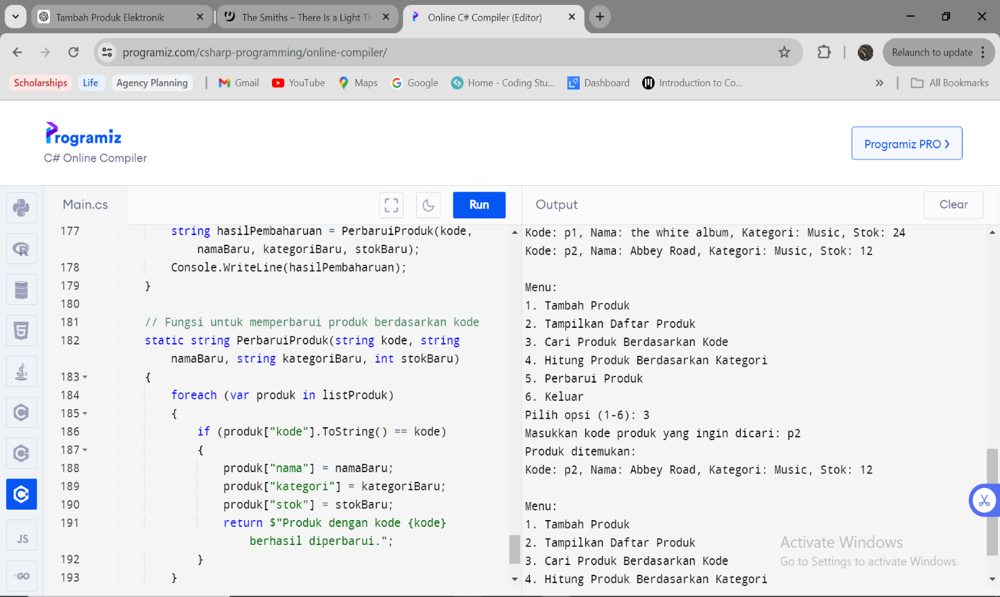 Tambah Produk Elektronik
The Smiths – There Is a Light Th
Online C# Compiler (Editor)
programiz.com/csharp-programming/online-compiler/
Relaunch to update
Scholarships
Life
Agency Planning
Gmail
YouTube
Maps
Google
Home - Coding Stu...
Dashboard
Introduction to Co...
All Bookmarks
Programiz
C# Online Compiler
Programiz PRO
Main.cs
Run
177 string hasilPembaharuan = PerbaruiProduk(kode,
namaBaru, kategoriBaru, stokBaru);
178 Console.WriteLine(hasilPembaharuan);
179 }
180
181 // Fungsi untuk memperbarui produk berdasarkan kode
182 static string PerbaruiProduk(string kode, string
namaBaru, string kategoriBaru, int stokBaru)
183 {
184 foreach (var produk in listProduk)
185 {
186 if (produk["kode"].ToString() == kode)
187 {
188 produk["nama"] = namaBaru;
189 produk["kategori"] = kategoriBaru;
190 produk["stok"] = stokBaru;
191 return $"Produk dengan kode {kode}
berhasil diperbarui.";
192 }
193 }
Output
Clear
Kode: p1, Nama: the white album, Kategori: Music, Stok: 24
Kode: p2, Nama: Abbey Road, Kategori: Music, Stok: 12
Menu:
1. Tambah Produk
2. Tampilkan Daftar Produk
3. Cari Produk Berdasarkan Kode
4. Hitung Produk Berdasarkan Kategori
5. Perbarui Produk
6. Keluar
Pilih opsi (1-6): 3
Masukkan kode produk yang ingin dicari: p2
Produk ditemukan:
Kode: p2, Nama: Abbey Road, Kategori: Music, Stok: 12
Menu:
1. Tambah Produk
2. Tampilkan Daftar Produk
3. Cari Produk Berdasarkan Kode
4. Hitung Produk Berdasarkan Kategori
JS
GO
Activate Windows
Go to Settings to activate Windows.